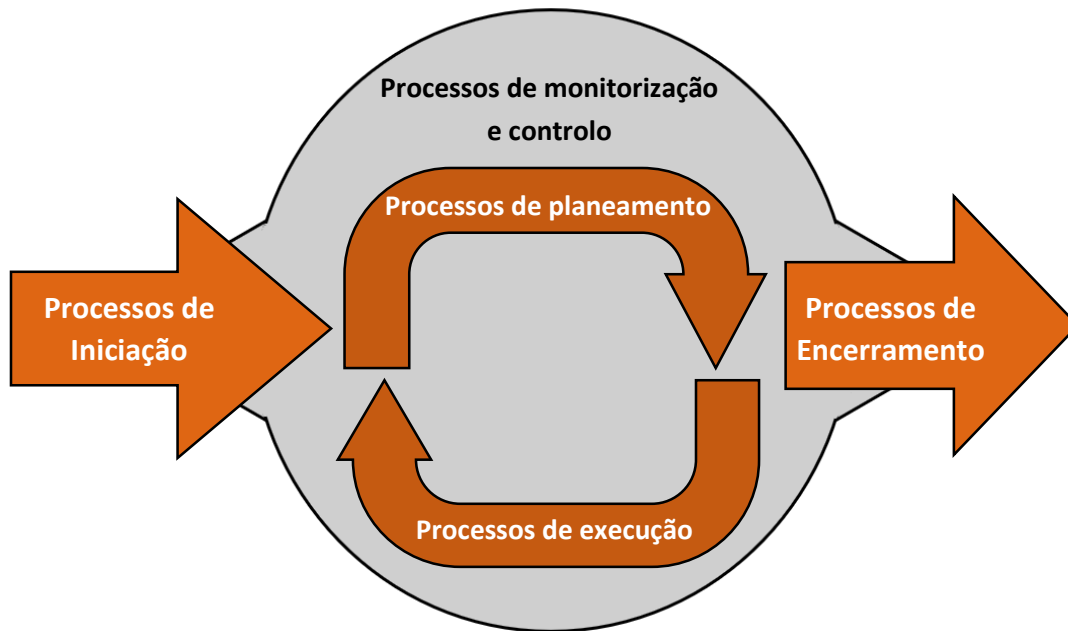 Processos de monitorização
e controlo
Processos de planeamento
Processos de
Iniciação
Processos de
Encerramento
Processos de execução